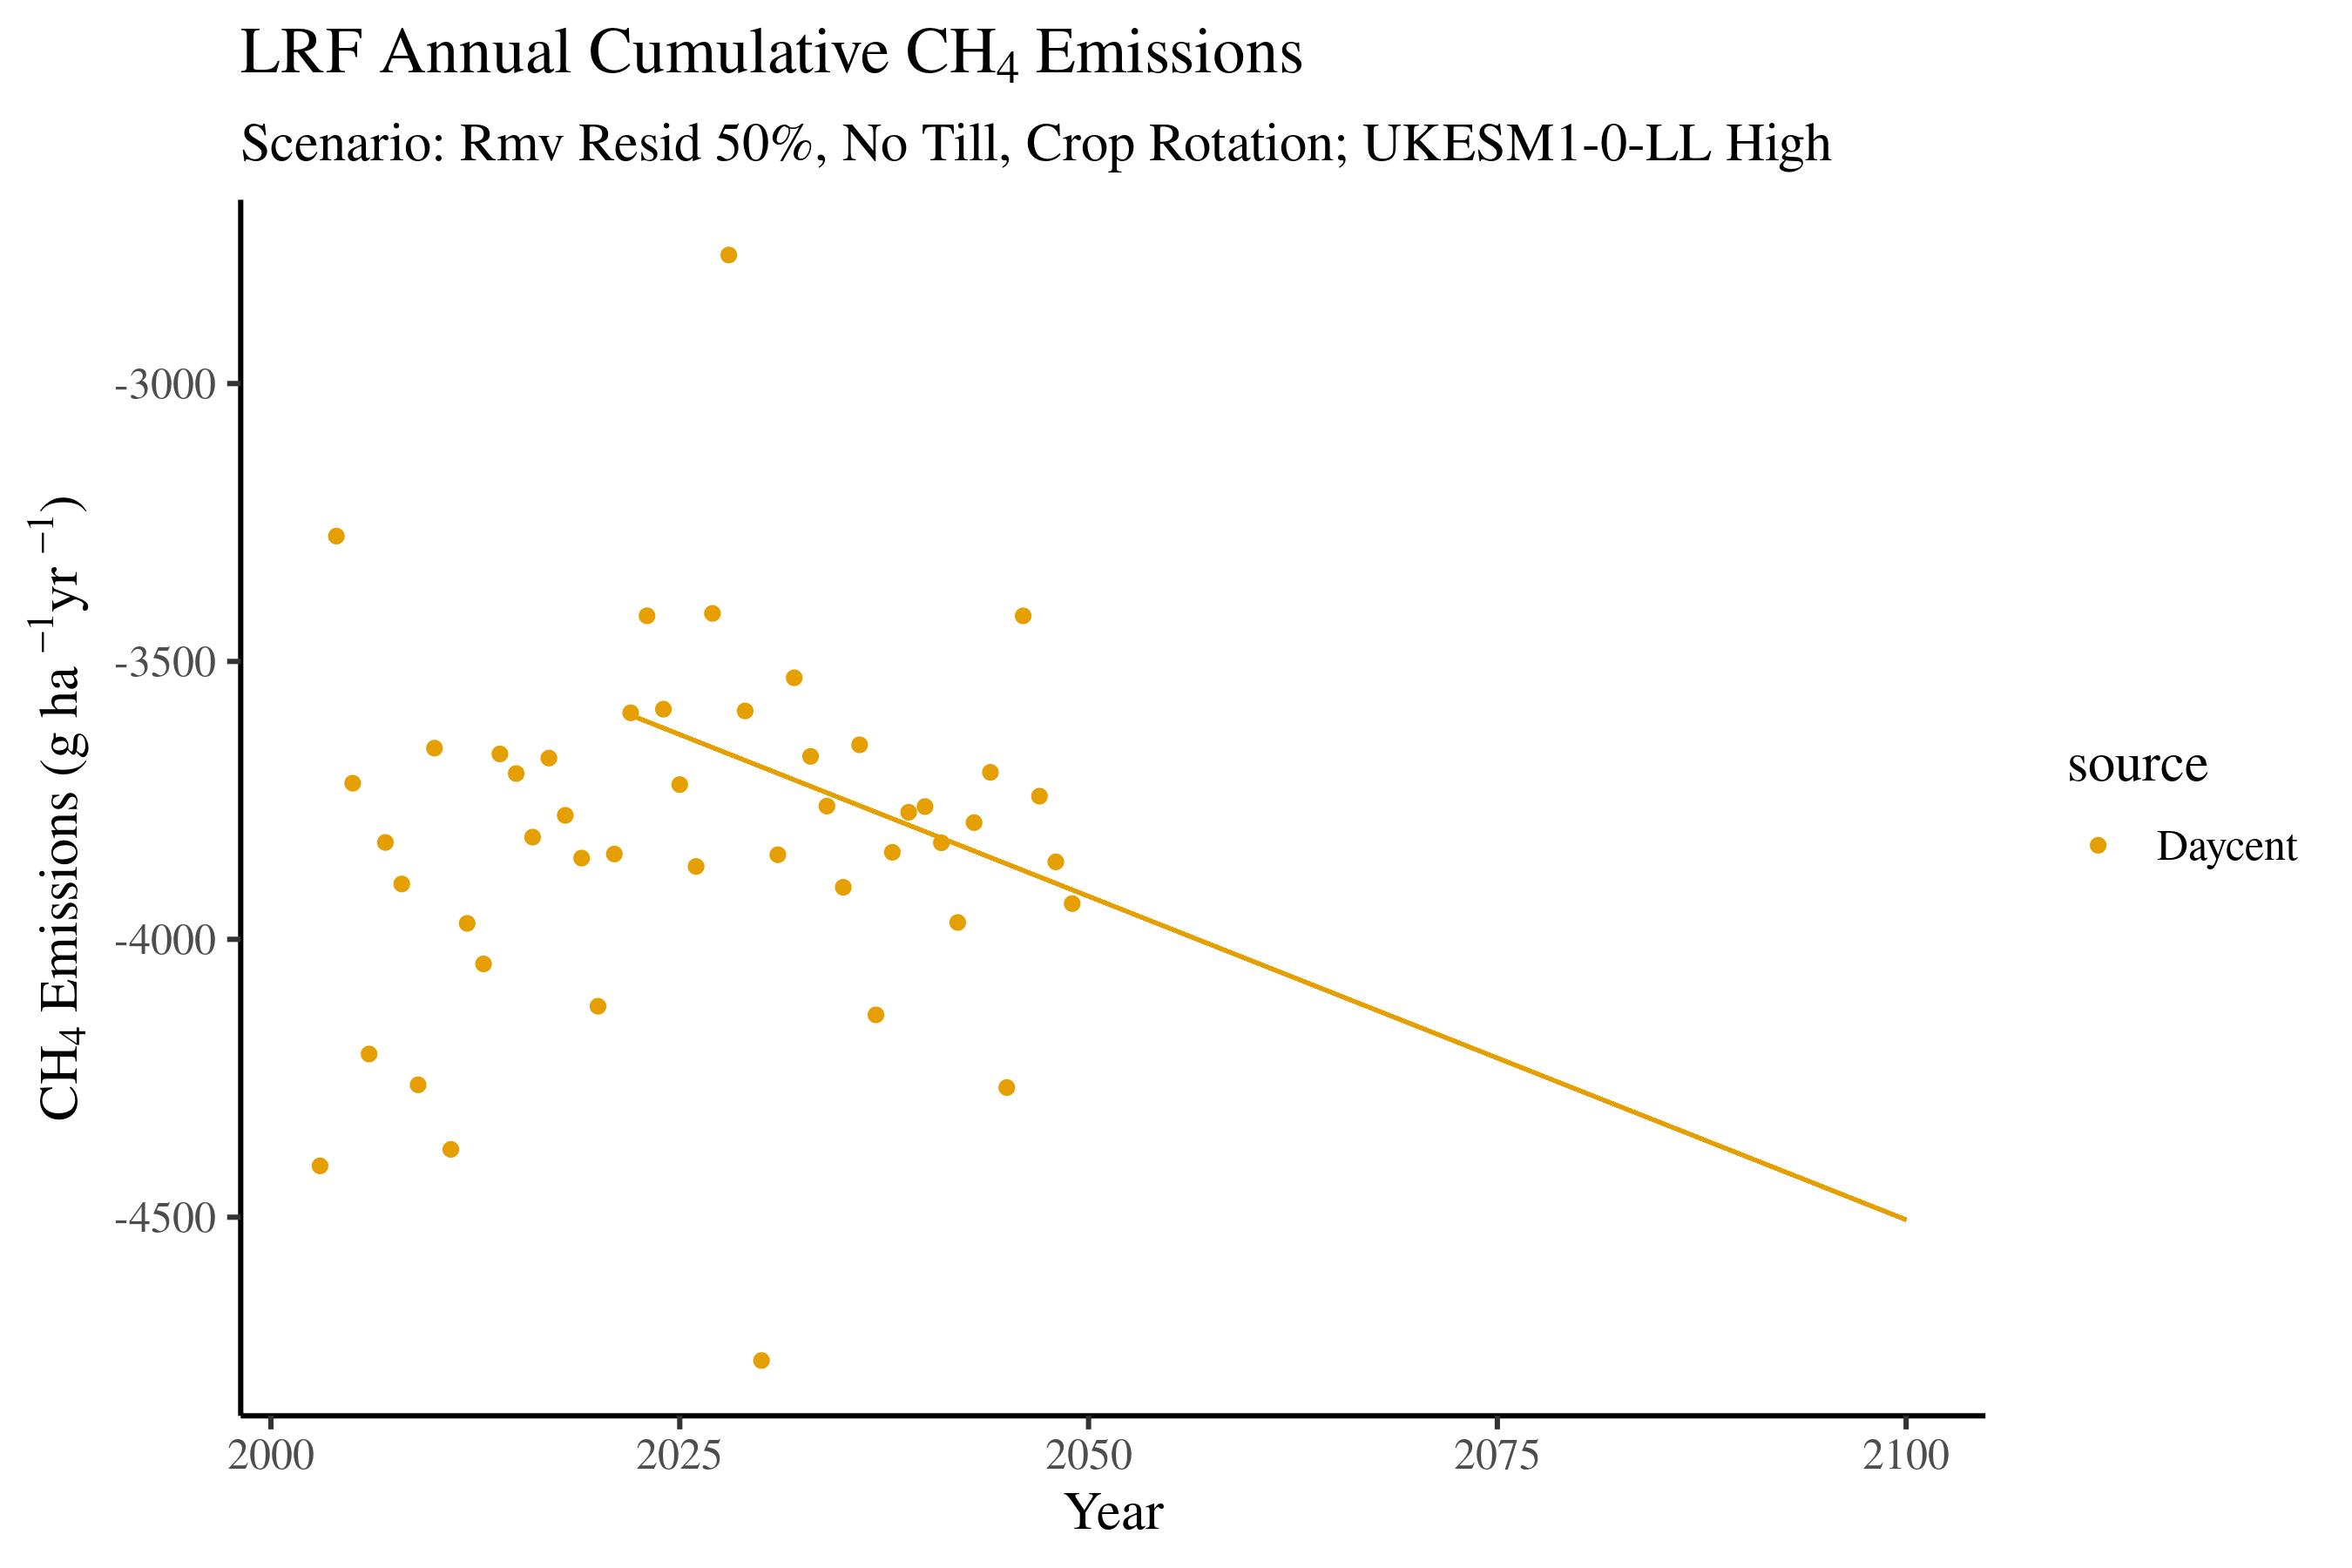 LRF Annual Cumulative CH₄ Emissions
Scenario: Rmv Resid 50%, No Till, Crop Rotation; UKESM1-0-LL High
CH₄ Emissions (g ha⁻¹yr⁻¹)
-3000
-3500
-4000
-4500
2000 2025 2050 2075 2100
Year
source
Daycent